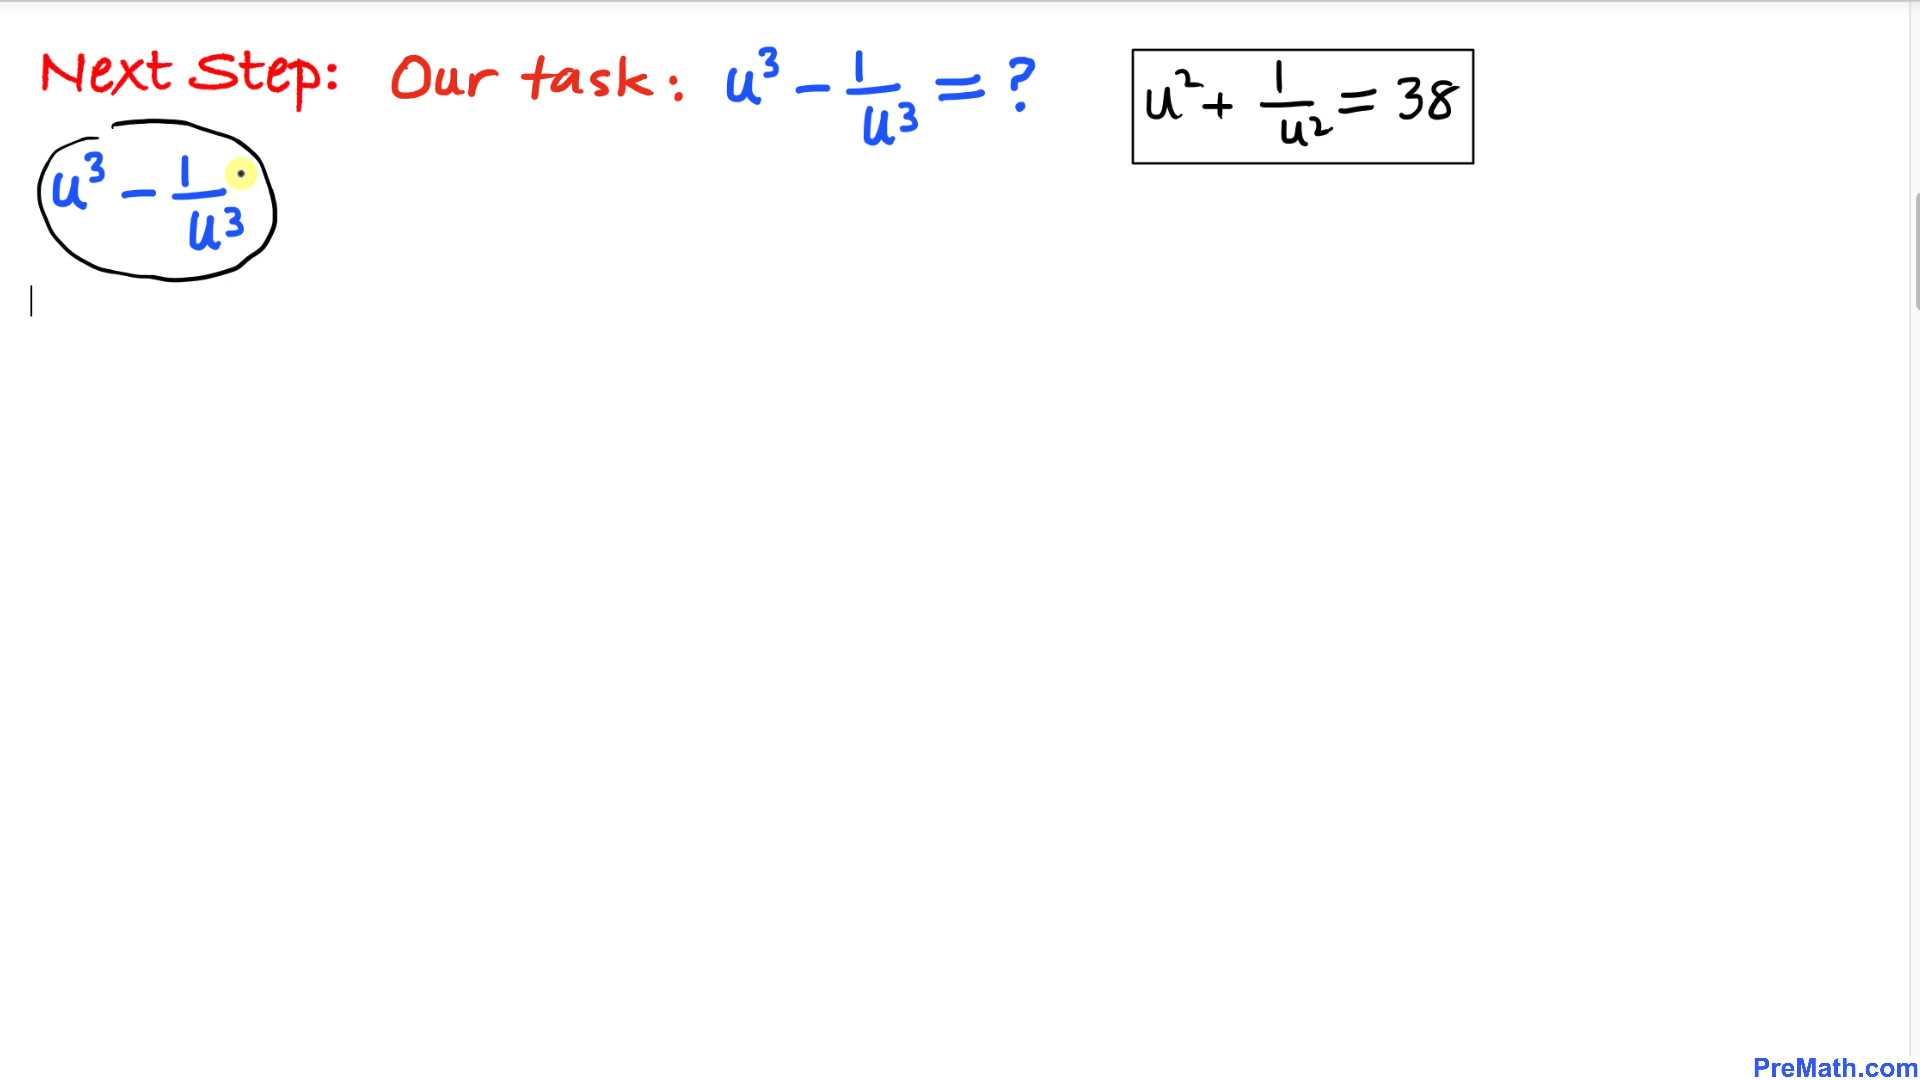 Next Step: Our task: u³ - 1/u³ = ?
u² + 1/u² = 38
u³ - 1/u³
PreMath.com